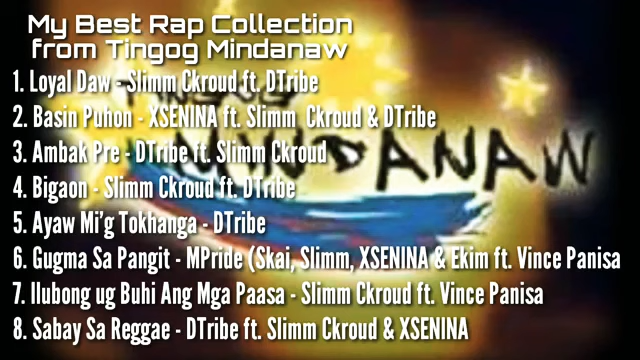 My Best Rap Collection
from Tingog Mindanaw
1. Loyal Daw - Slimm Ckroud ft. DTribe
2. Basin Puhon - XSENINA ft. Slimm Ckroud & DTribe
3. Ambak Pre - DTribe ft. Slimm Ckroud
4. Bigaon - Slimm Ckroud ft. DTribe
5. Ayaw Mi'g Tokhanga - DTribe
6. Gugma Sa Pangit - MPride (Skai, Slimm, XSENINA & Ekim ft. Vince Panisa
7. Ilubong ug Buhi Ang Mga Paasa - Slimm Ckroud ft. Vince Panisa
8. Sabay Sa Reggae - DTribe ft. Slimm Ckroud & XSENINA
MINDANAW